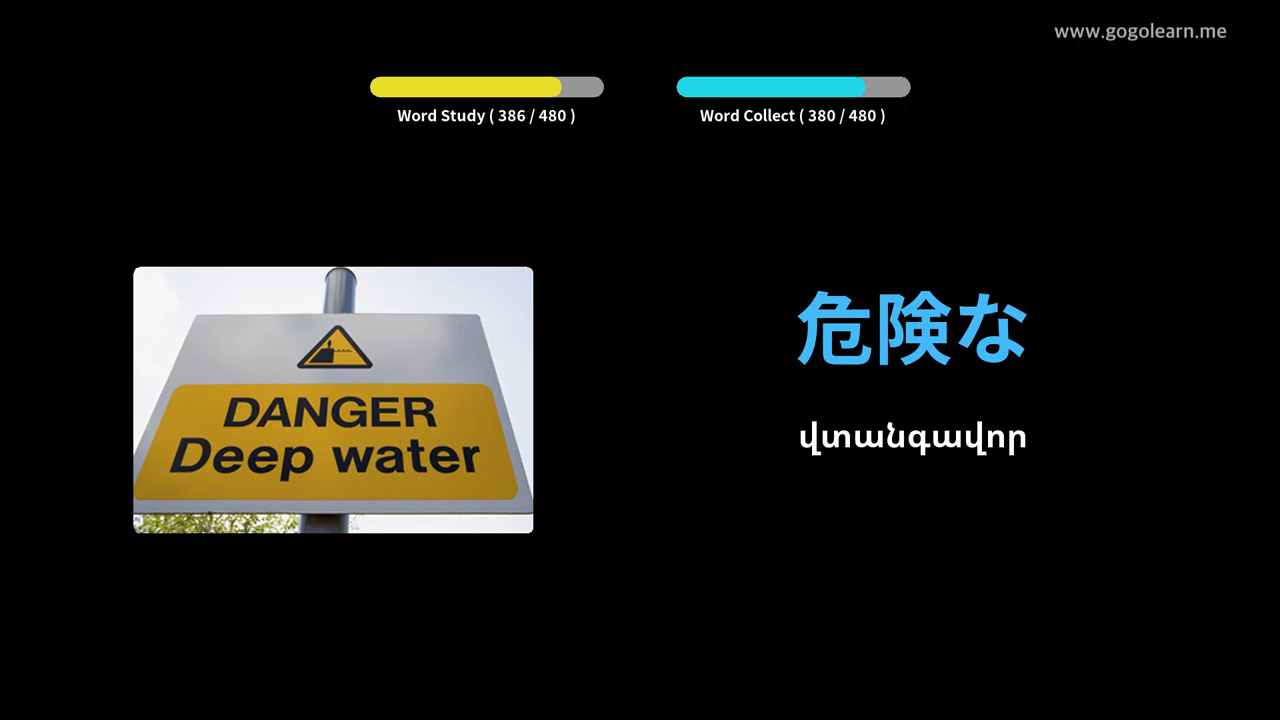 www.gogolearn.me
Word Study ( 386 / 480 )
Word Collect ( 380 / 480 )
DANGER
Deep water
危険な
վտանգավոր